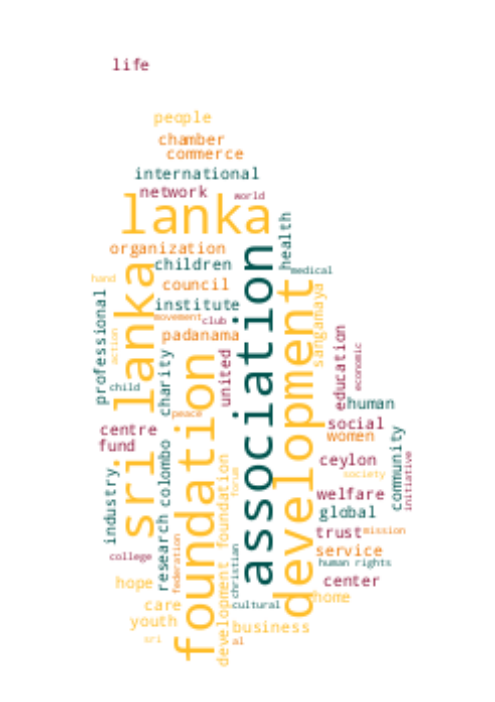 life
people
chamber
commerce
international
network
world
lanka
health
organization
children
medical
council
hand
institute
movement
club
padanama
sri lanka
association
development
sangamaya
professional
action
child
charity
united
peace
education
economic
human
social
women
centre
fund
foundation
colombo
ceylon
society
community
initiative
industry
welfare
global
forum
development foundation
trust
mission
service
human rights
college
research
federation
christian
center
hope
home
care
cultural
youth
business
sri
al